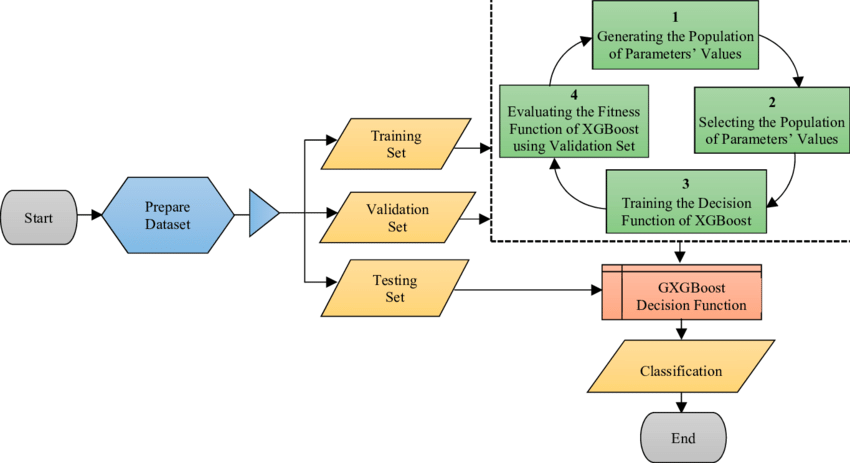 Start
Prepare
Dataset
Training
Set
Validation
Set
Testing
Set
1
Generating the Population
of Parameters' Values
2
Selecting the Population
of Parameters' Values
3
Training the Decision
Function of XGBoost
4
Evaluating the Fitness
Function of XGBoost
using Validation Set
GXGBoost
Decision Function
Classification
End